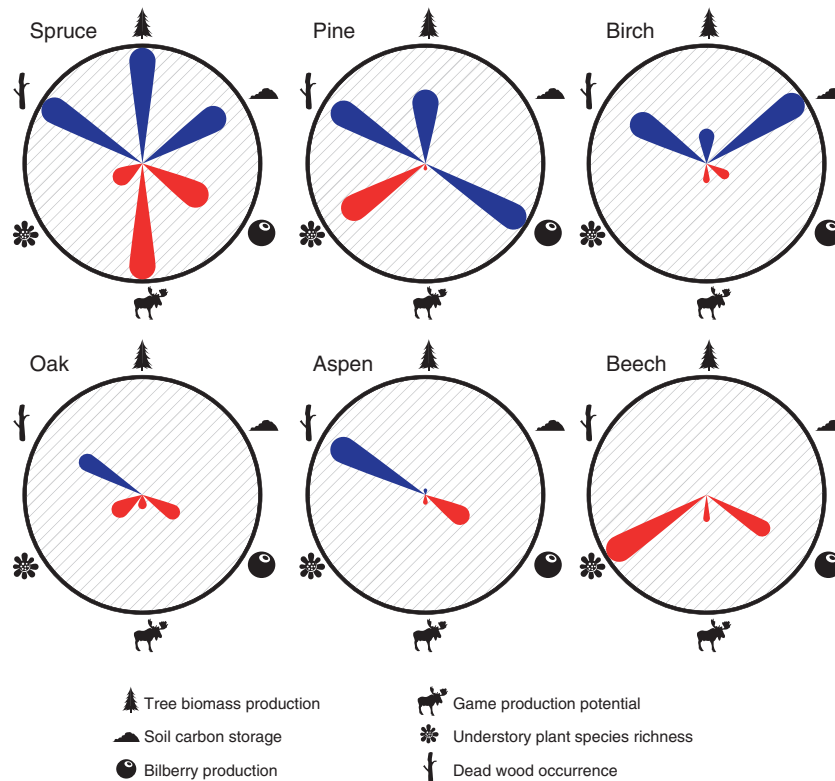 Spruce
Pine
Birch
Oak
Aspen
Beech
Tree biomass production
Game production potential
Soil carbon storage
Understory plant species richness
Bilberry production
Dead wood occurrence